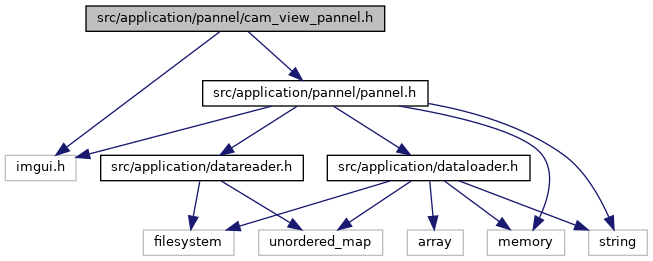 src/application/pannel/cam_view_pannel.h
src/application/pannel/pannel.h
imgui.h
src/application/datareader.h
src/application/dataloader.h
filesystem
unordered_map
array
memory
string